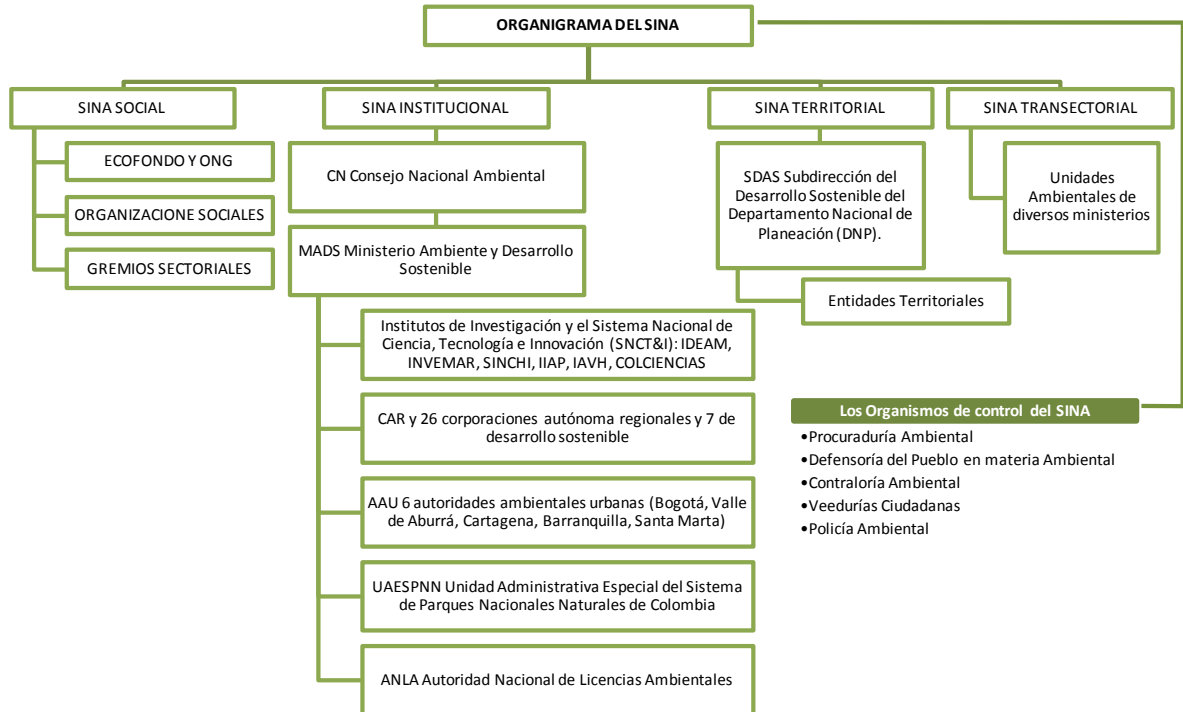 ORGANIGRAMA DEL SINA
SINA SOCIAL
ECOFONDO Y ONG
ORGANIZACIONE SOCIALES
GREMIOS SECTORIALES
SINA INSTITUCIONAL
CN Consejo Nacional Ambiental
MADS Ministerio Ambiente y Desarrollo
Sostenible
Institutos de Investigación y el Sistema Nacional de
Ciencia, Tecnología e Innovación (SNCT&I): IDEAM,
INVEMAR, SINCHI, IIAP, IAVH, COLCIENCIAS
CAR y 26 corporaciones autónoma regionales y 7 de
desarrollo sostenible
AAU 6 autoridades ambientales urbanas (Bogotá, Valle
de Aburrá, Cartagena, Barranquilla, Santa Marta)
UAESPNN Unidad Administrativa Especial del Sistema
de Parques Nacionales Naturales de Colombia
ANLA Autoridad Nacional de Licencias Ambientales
SINA TERRITORIAL
SDAS Subdirección del
Desarrollo Sostenible del
Departamento Nacional de
Planeación (DNP).
Entidades Territoriales
SINA TRANSECTORIAL
Unidades
Ambientales de
diversos ministerios
Los Organismos de control del SINA
•Procuraduría Ambiental
•Defensoría del Pueblo en materia Ambiental
•Contraloría Ambiental
•Veedurías Ciudadanas
•Policía Ambiental